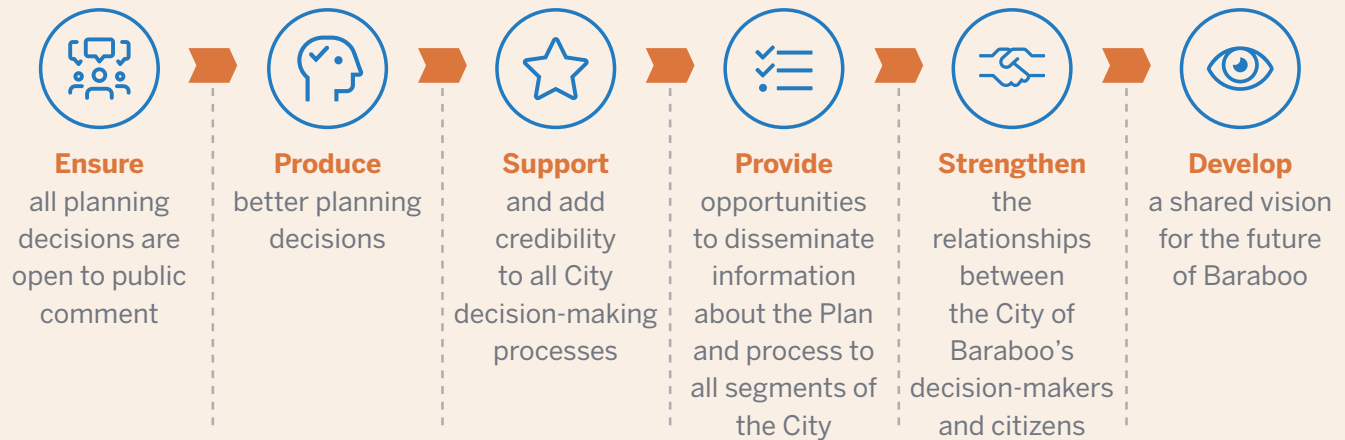 Ensure
all planning
decisions are
open to public
comment
Produce
better planning
decisions
Support
and add
credibility
to all City
decision-making
processes
Provide
opportunities
to disseminate
information
about the Plan
and process to
all segments of
the City
Strengthen
the
relationships
between
the City of
Baraboo’s
decision-makers
and citizens
Develop
a shared vision
for the future
of Baraboo